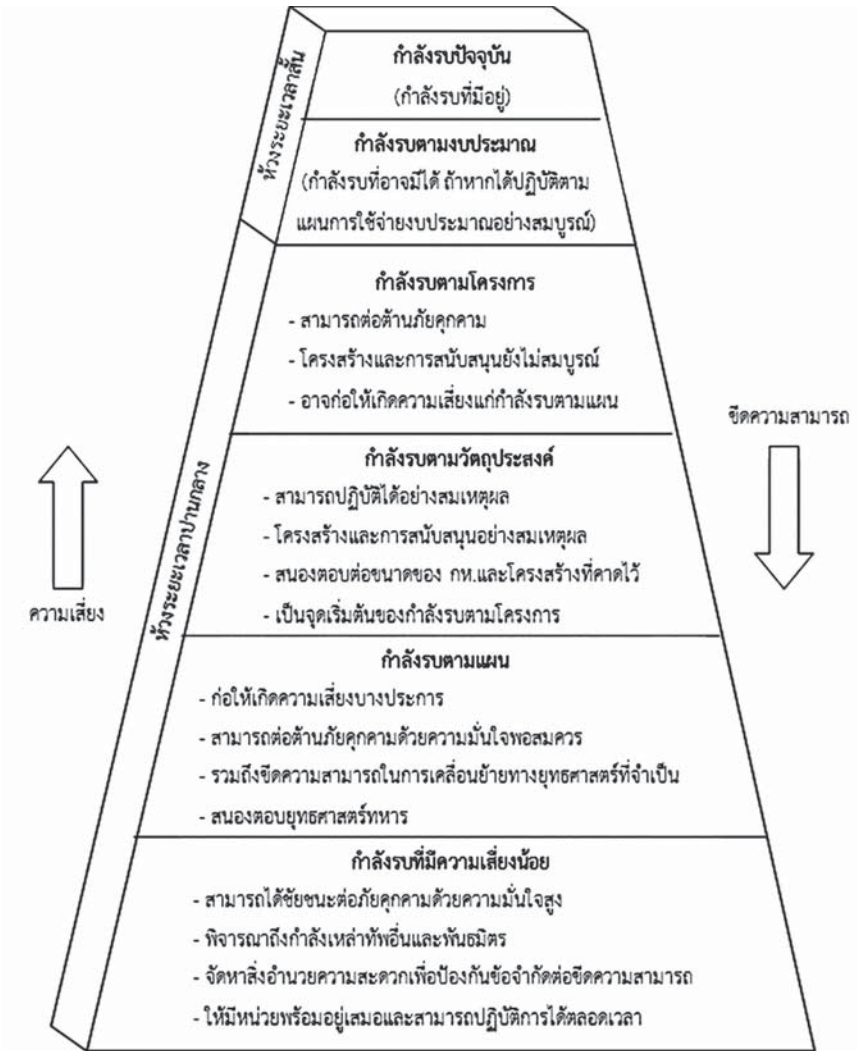 กำลังรบปัจจุบัน
(กำลังรบที่มีอยู่)
กำลังรบตามงบประมาณ
(กำลังรบที่อาจมีได้ ถ้าหากได้ปฏิบัติตาม
แผนการใช้จ่ายงบประมาณอย่างสมบูรณ์)
ห้วงระยะเวลาสั้น
กำลังรบตามโครงการ
- สามารถต่อต้านภัยคุกคาม
- โครงสร้างและการสนับสนุนยังไม่สมบูรณ์
- อาจก่อให้เกิดความเสี่ยงแก่กำลังรบตามแผน
กำลังรบตามวัตถุประสงค์
- สามารถปฏิบัติได้อย่างสมเหตุผล
- โครงสร้างและการสนับสนุนอย่างสมเหตุผล
- สนองตอบต่อขนาดของ กห.และโครงสร้างที่คาดไว้
- เป็นจุดเริ่มต้นของกำลังรบตามโครงการ
ห้วงระยะเวลาปานกลาง
ความเสี่ยง
ขีดความสามารถ
กำลังรบตามแผน
- ก่อให้เกิดความเสี่ยงบางประการ
- สามารถต่อต้านภัยคุกคามด้วยความมั่นใจพอสมควร
- รวมถึงขีดความสามารถในการเคลื่อนย้ายทางยุทธศาสตร์ที่จำเป็น
- สนองตอบยุทธศาสตร์ทหาร
กำลังรบที่มีความเสี่ยงน้อย
- สามารถได้ชัยชนะต่อภัยคุกคามด้วยความมั่นใจสูง
- พิจารณาถึงกำลังเหล่าทัพอื่นและพันธมิตร
- จัดหาสิ่งอำนวยความสะดวกเพื่อป้องกันข้อจำกัดต่อขีดความสามารถ
- ให้มีหน่วยพร้อมอยู่เสมอและสามารถปฏิบัติการได้ตลอดเวลา